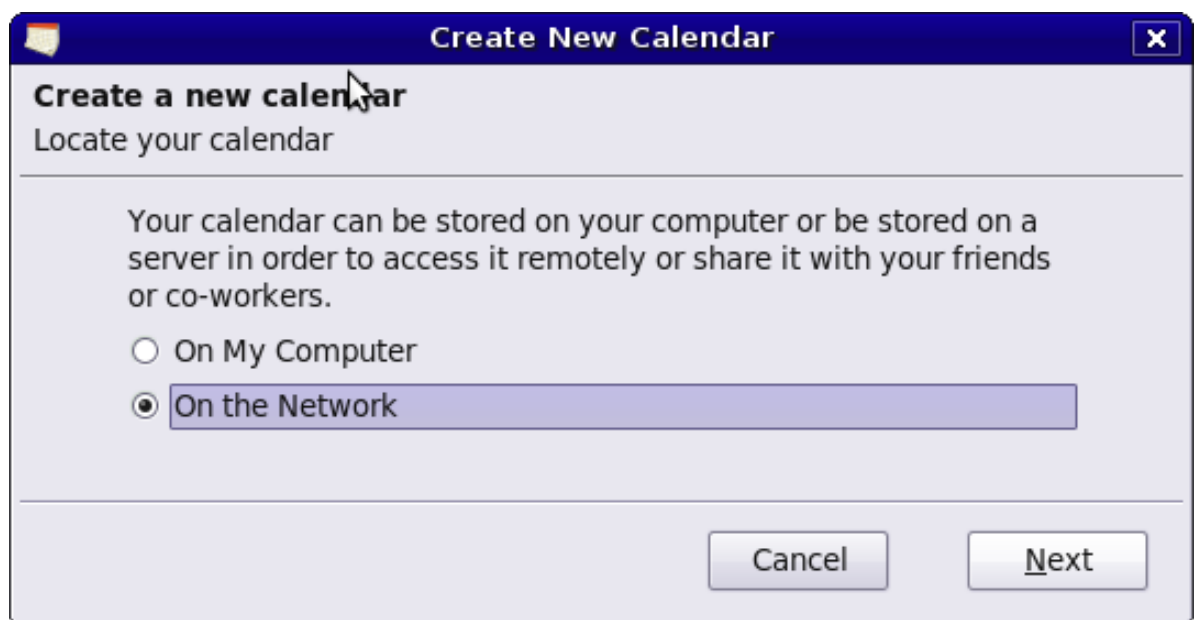 Create New Calendar
Create a new calendar
Locate your calendar
Your calendar can be stored on your computer or be stored on a
server in order to access it remotely or share it with your friends
or co-workers.
On My Computer
On the Network
Cancel
Next